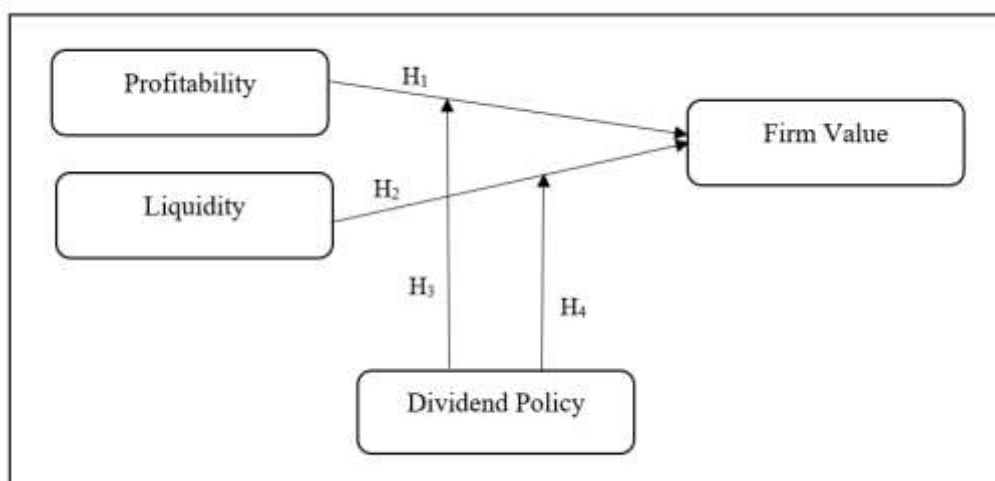 Profitability
H₁
Firm Value
H₂
Liquidity
H₃
H₄
Dividend Policy